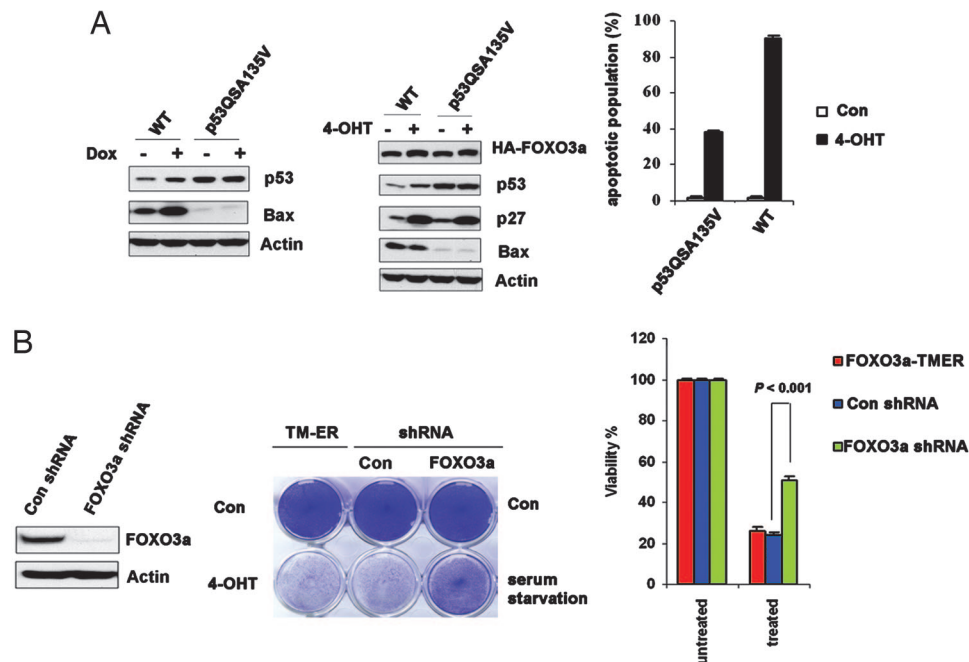 A
WT
p53QSA135V
Dox - + - +
p53
Bax
Actin
WT
p53QSA135V
4-OHT - + - +
HA-FOXO3a
p53
p27
Bax
Actin
apoptotic population (%)
100
80
60
40
20
0
p53QSA135V
WT
Con
4-OHT
B
Con shRNA
FOXO3a shRNA
FOXO3a
Actin
TM-ER
shRNA
Con
FOXO3a
Con
Con
4-OHT
serum
starvation
Viability %
120
100
80
60
40
20
0
P < 0.001
untreated
treated
FOXO3a-TMER
Con shRNA
FOXO3a shRNA